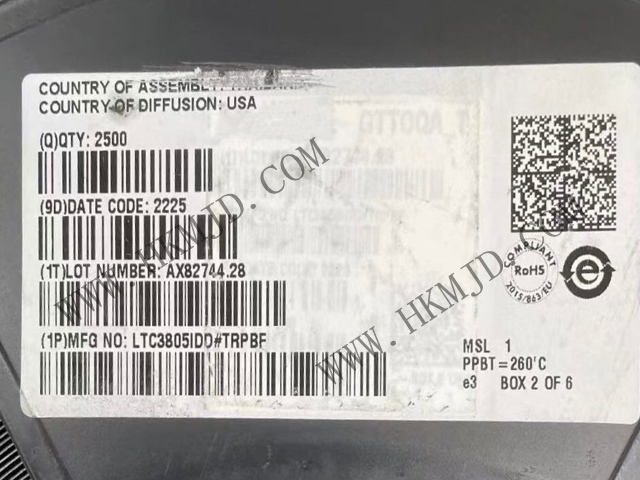 COUNTRY OF ASSEMBLY: THAILAND
COUNTRY OF DIFFUSION: USA
(Q)QTY: 2500
(9D)DATE CODE: 2225
(1T)LOT NUMBER: AX82744.28
(1P)MFG NO: LTC3805IDD#TRPBF
COMPLIANT
RoHS
2015/863/EU
e
MSL 1
PPBT=260'C
e3 BOX 2 OF 6
WWW.HKMJD.COM
WWW.HKMJD.COM